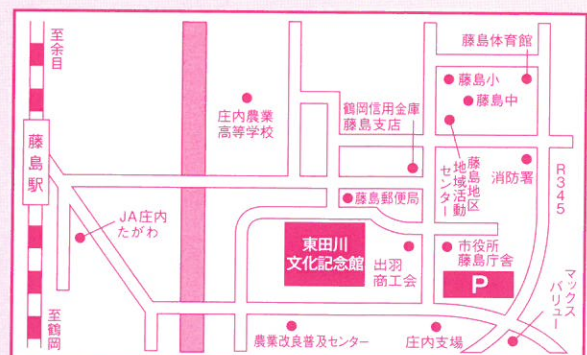 至余目
藤島駅
至鶴岡
JA庄内
たがわ
庄内農業
高等学校
鶴岡信用金庫
藤島支店
藤島郵便局
東田川
文化記念館
出羽
商工会
農業改良普及センター
庄内支場
藤島体育館
藤島小
藤島中
藤島地区
地域活動
センター
消防署
R345
市役所
藤島庁舎
P
マックス
バリュー